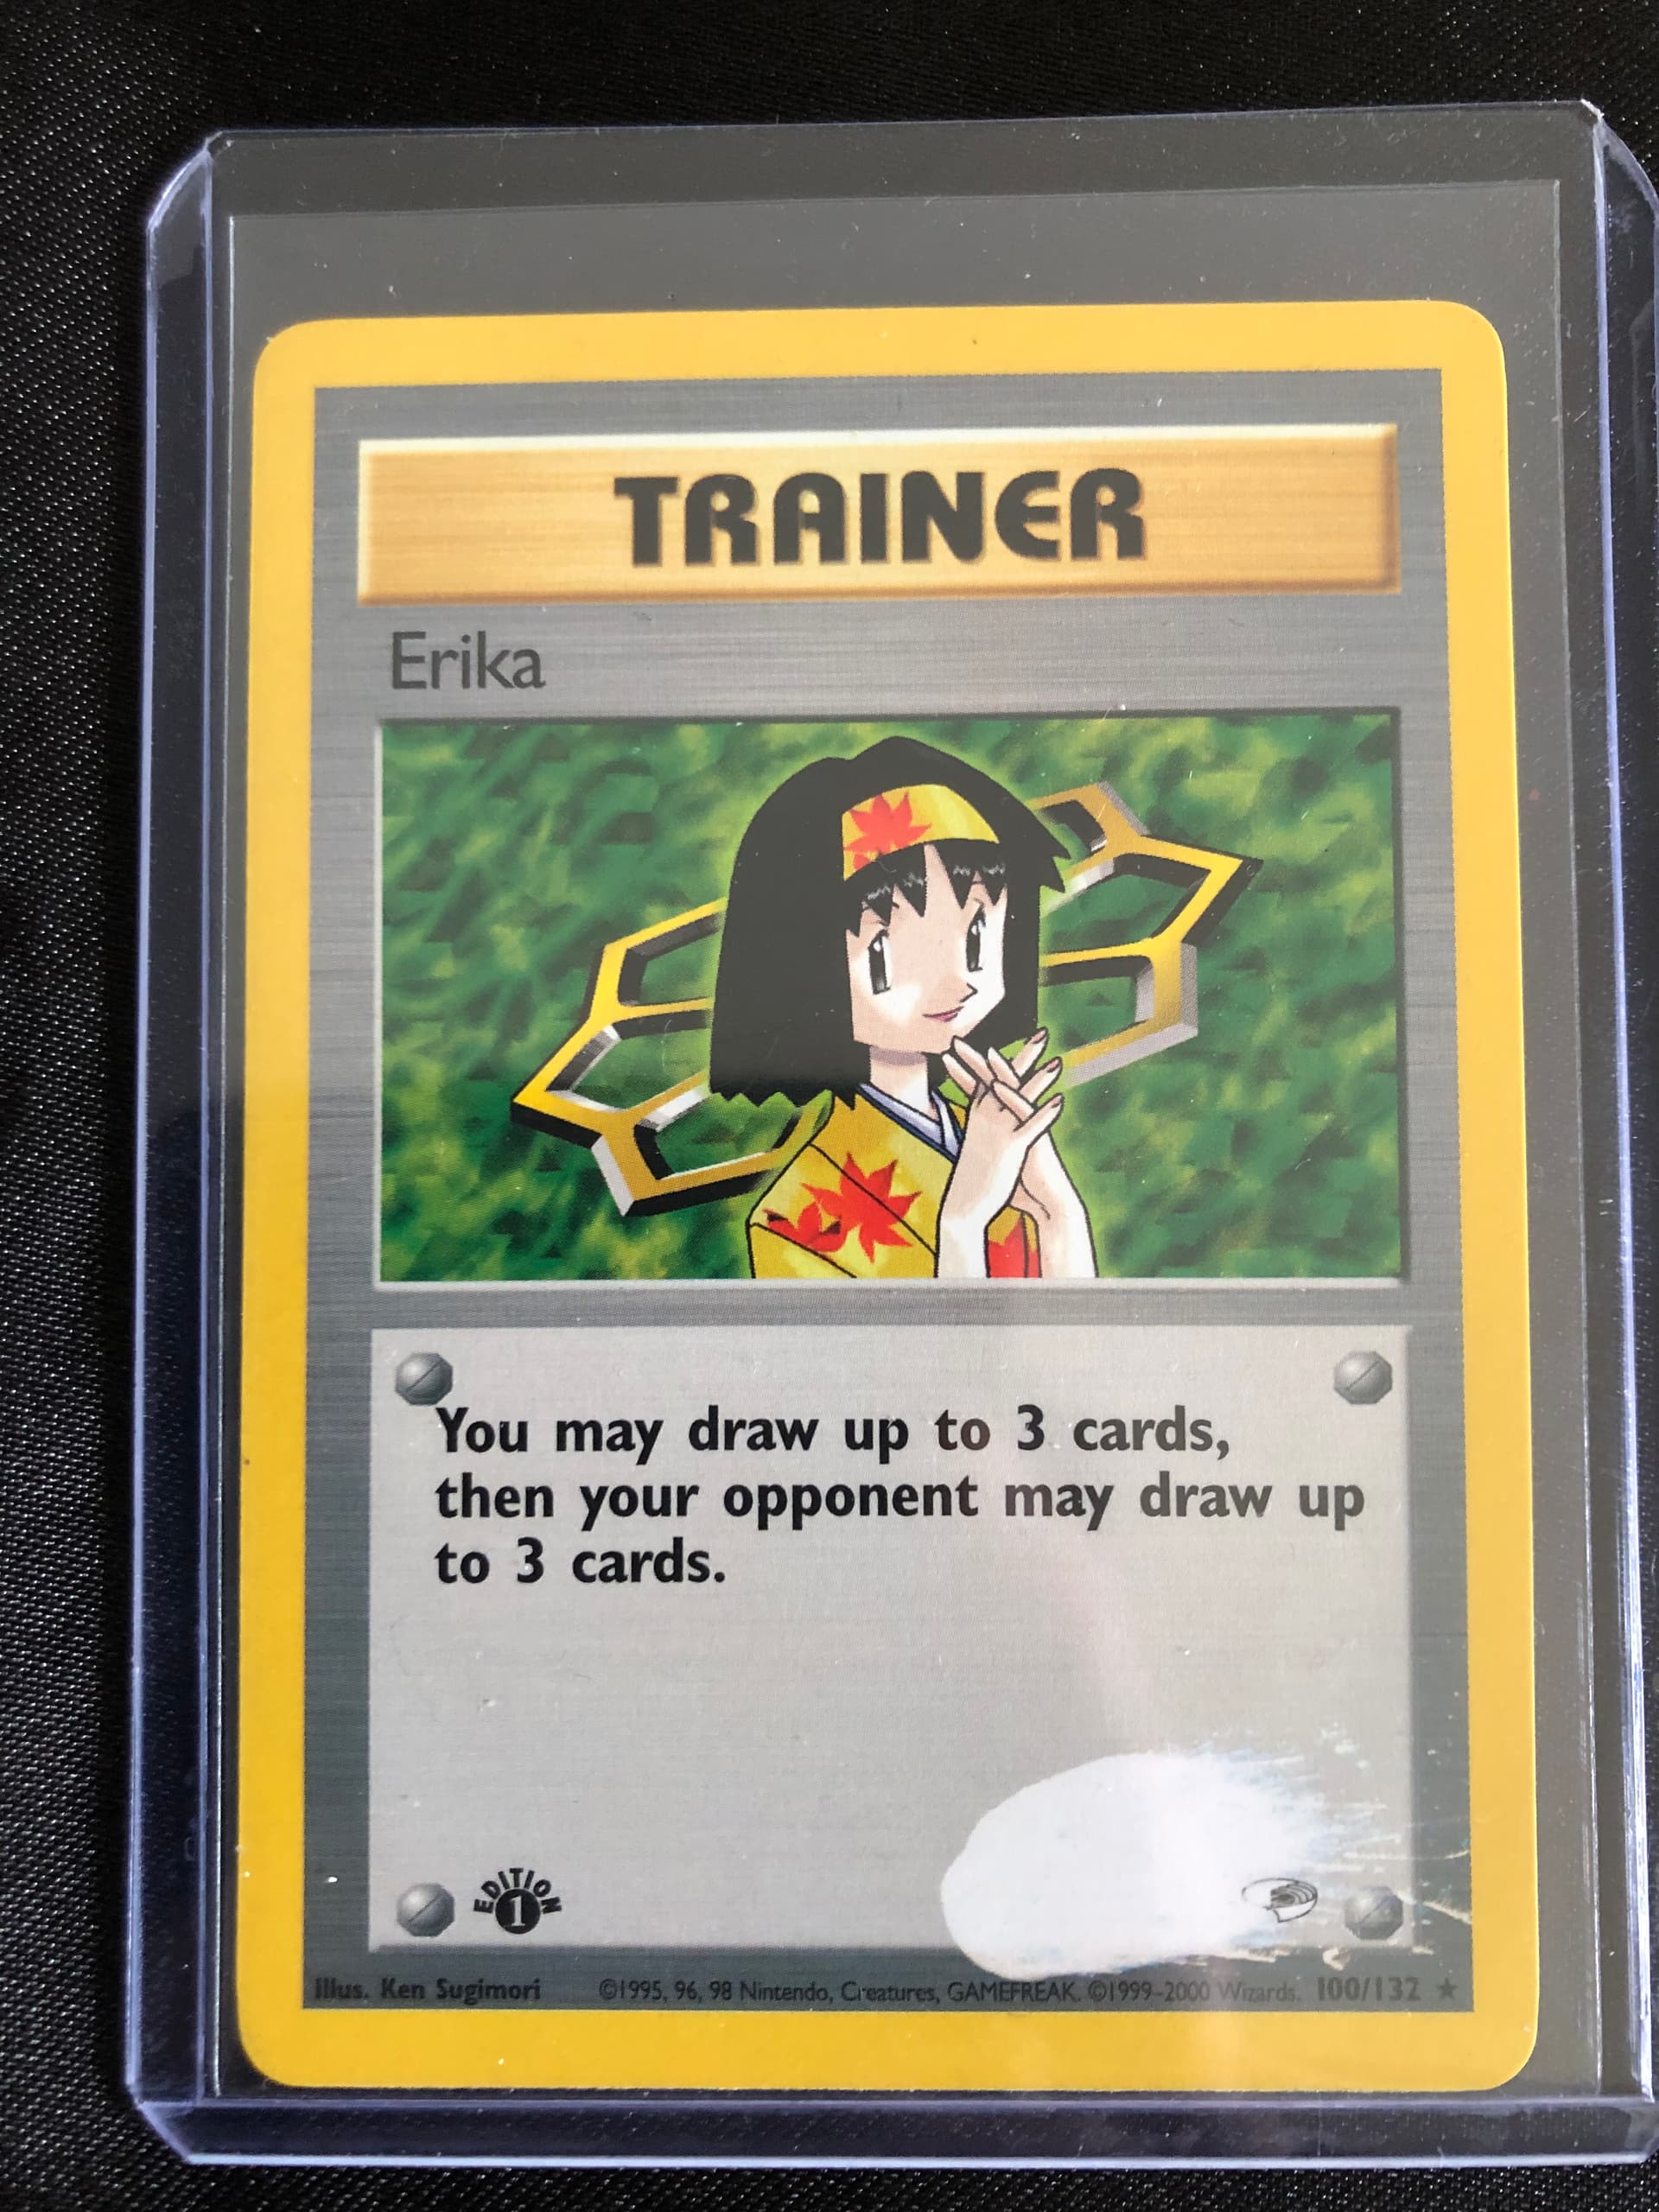 TRAINER
Erika
You may draw up to 3 cards,
then your opponent may draw up
to 3 cards.
EDITION
1
Illus. Ken Sugimori ©1995, 96, 98 Nintendo, Creatures, GAMEFREAK. ©1999–2000 Wizards. 100/132 ★